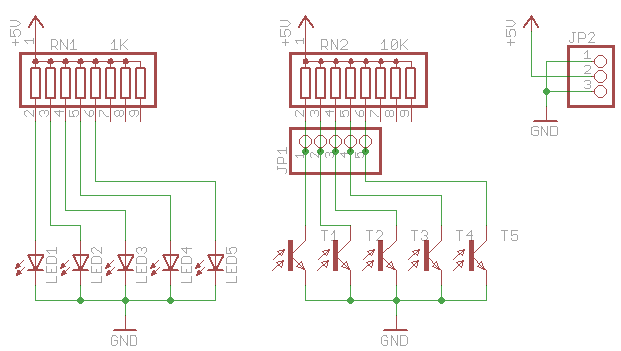 +5V
1
RN1
1K
2
3
4
5
6
7
8
9
LED1
LED2
LED3
LED4
LED5
GND
+5V
1
RN2
10K
2
3
4
5
6
7
8
9
JP1
1
2
3
4
5
T1
T2
T3
T4
T5
GND
+5V
JP2
1
2
3
GND